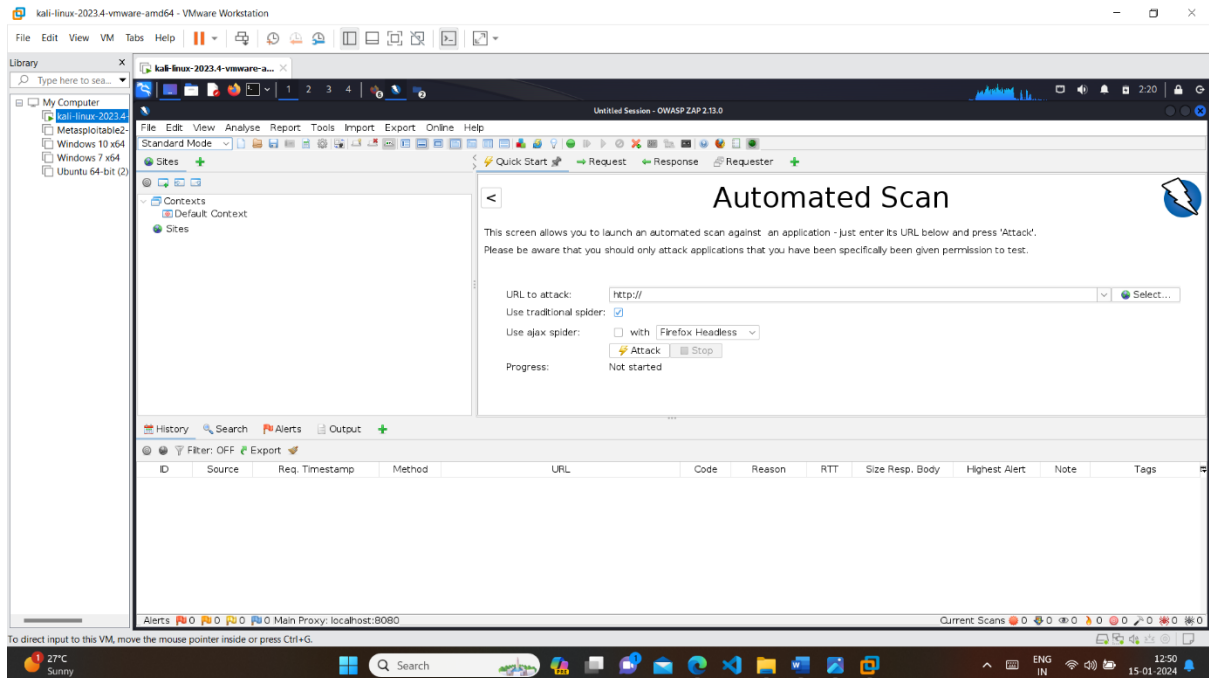 kali-linux-2023.4-vmware-amd64 - VMware Workstation
File Edit View VM Tabs Help
Library X
Type here to sea...
My Computer
kali-linux-2023.4-
Metasploitable2-
Windows 10 x64
Windows 7 x64
Ubuntu 64-bit (2)
kali-linux-2023.4-vmware-a...
1 2 3 4
2:20
Untitled Session - OWASP ZAP 2.13.0
File Edit View Analyse Report Tools Import Export Online Help
Standard Mode
Sites
Quick Start Request Response Requester
Contexts
Default Context
Sites
<
Automated Scan
This screen allows you to launch an automated scan against an application - just enter its URL below and press 'Attack'.
Please be aware that you should only attack applications that you have been specifically been given permission to test.
URL to attack: http:// Select...
Use traditional spider:
Use ajax spider: with Firefox Headless
Attack Stop
Progress: Not started
History Search Alerts Output
Filter: OFF Export
ID Source Req. Timestamp Method URL Code Reason RTT Size Resp. Body Highest Alert Note Tags
Alerts 0 0 0 0 Main Proxy: localhost:8080
Current Scans 0 0 0 0 0 0 0 0
To direct input to this VM, move the mouse pointer inside or press Ctrl+G.
1
27°C
Sunny
Search
ENG
IN
12:50
15-01-2024